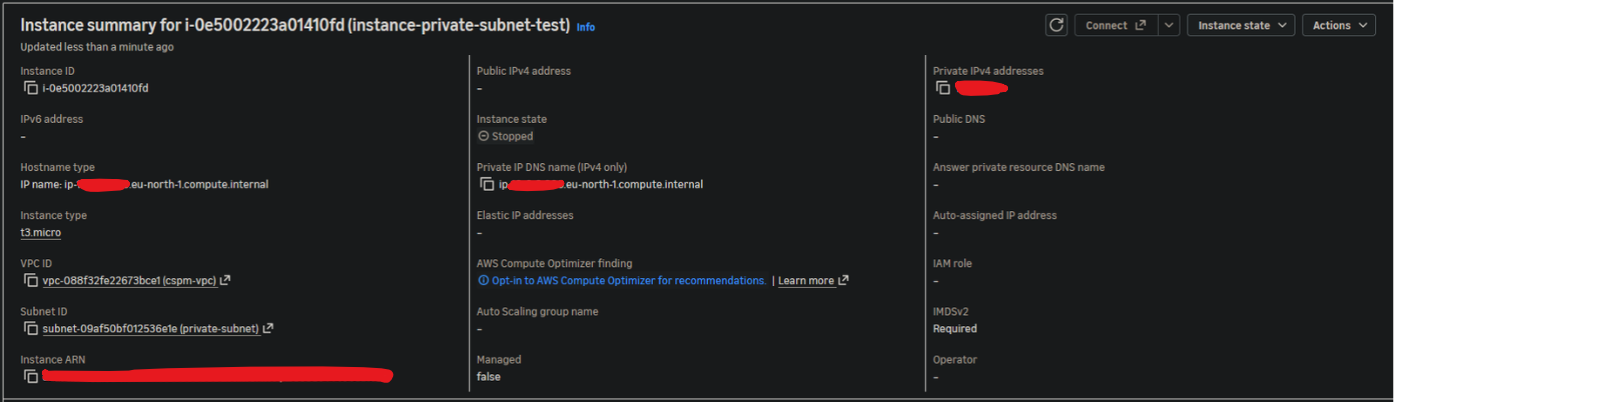 Instance summary for i-0e5002223a01410fd (instance-private-subnet-test) Info
Connect
Instance state
Actions
Updated less than a minute ago
Instance ID
i-0e5002223a01410fd
Public IPv4 address
–
Private IPv4 addresses
IPv6 address
–
Instance state
Stopped
Public DNS
–
Hostname type
IP name: ip- .eu-north-1.compute.internal
Private IP DNS name (IPv4 only)
ip .eu-north-1.compute.internal
Answer private resource DNS name
–
Instance type
t3.micro
Elastic IP addresses
–
Auto-assigned IP address
–
VPC ID
vpc-088f32fe22673bce1 (cspm-vpc)
AWS Compute Optimizer finding
Opt-in to AWS Compute Optimizer for recommendations. | Learn more
IAM role
–
Subnet ID
subnet-09af50bf012536e1e (private-subnet)
Auto Scaling group name
–
IMDSv2
Required
Instance ARN
Managed
false
Operator
–